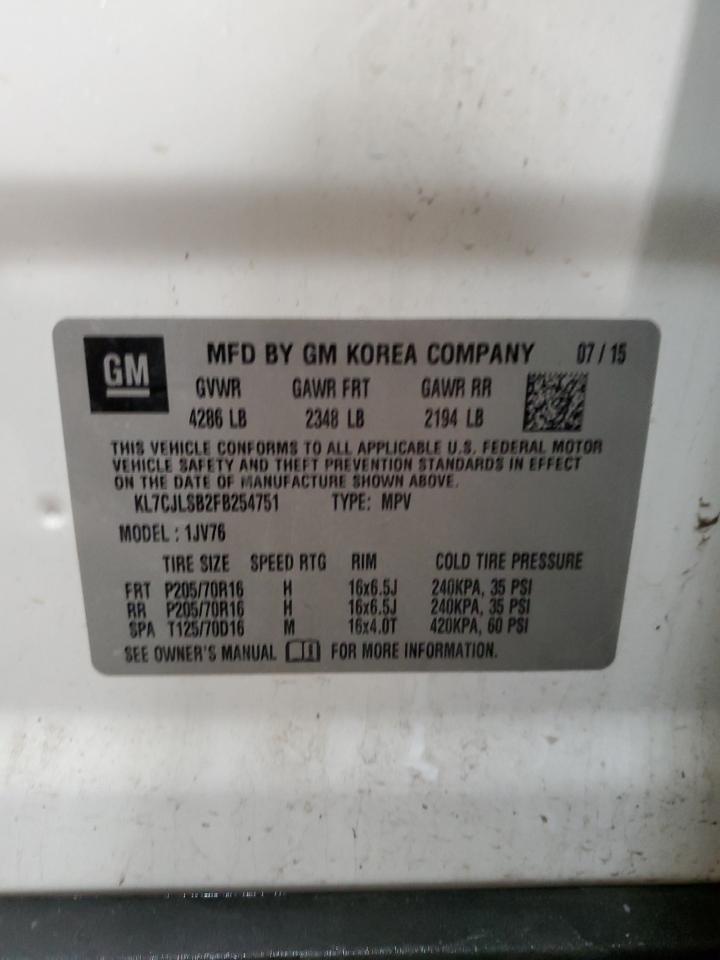 GM MFD BY GM KOREA COMPANY 07 / 15
GVWR GAWR FRT GAWR RR
4286 LB 2348 LB 2194 LB
THIS VEHICLE CONFORMS TO ALL APPLICABLE U.S. FEDERAL MOTOR
VEHICLE SAFETY AND THEFT PREVENTION STANDARDS IN EFFECT
ON THE DATE OF MANUFACTURE SHOWN ABOVE.
KL7CJLSB2FB254751 TYPE: MPV
MODEL : 1JV76
TIRE SIZE SPEED RTG RIM COLD TIRE PRESSURE
FRT P205/70R16 H 16x6.5J 240KPA, 35 PSI
RR P205/70R16 H 16x6.5J 240KPA, 35 PSI
SPA T125/70D16 M 16x4.0T 420KPA, 60 PSI
SEE OWNER'S MANUAL FOR MORE INFORMATION.